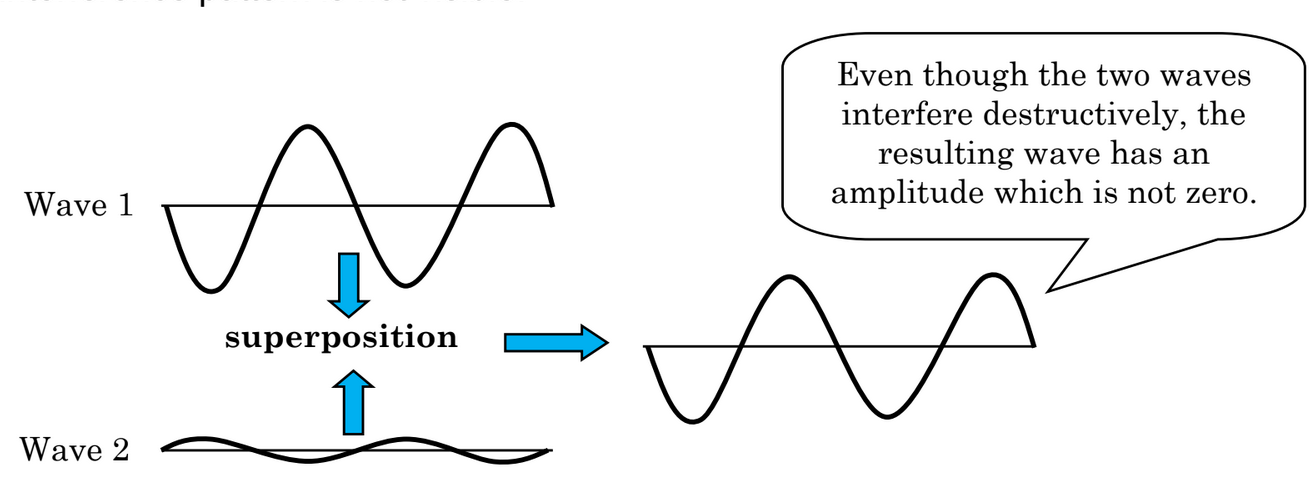 Even though the two waves
interfere destructively, the
resulting wave has an
amplitude which is not zero.
Wave 1
superposition
Wave 2